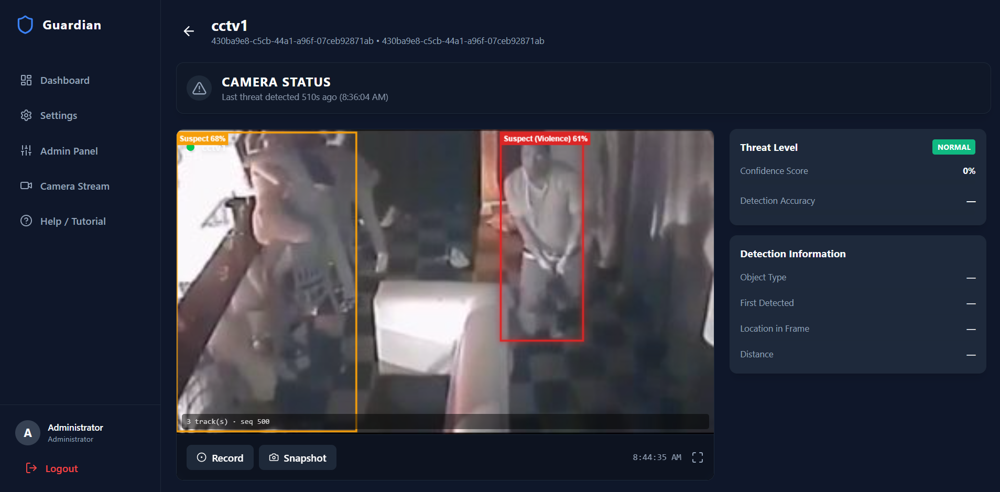 Guardian
Dashboard
Settings
Admin Panel
Camera Stream
Help / Tutorial
A
Administrator
Administrator
Logout
cctv1
430ba9e8-c5cb-44a1-a96f-07ceb92871ab • 430ba9e8-c5cb-44a1-a96f-07ceb92871ab
CAMERA STATUS
Last threat detected 510s ago (8:36:04 AM)
Suspect 68%
Suspect (Violence) 61%
cctv1
3 track(s) · seq 500
Record
Snapshot
8:44:35 AM
Threat Level
NORMAL
Confidence Score
0%
Detection Accuracy
—
Detection Information
Object Type
—
First Detected
—
Location in Frame
—
Distance
—